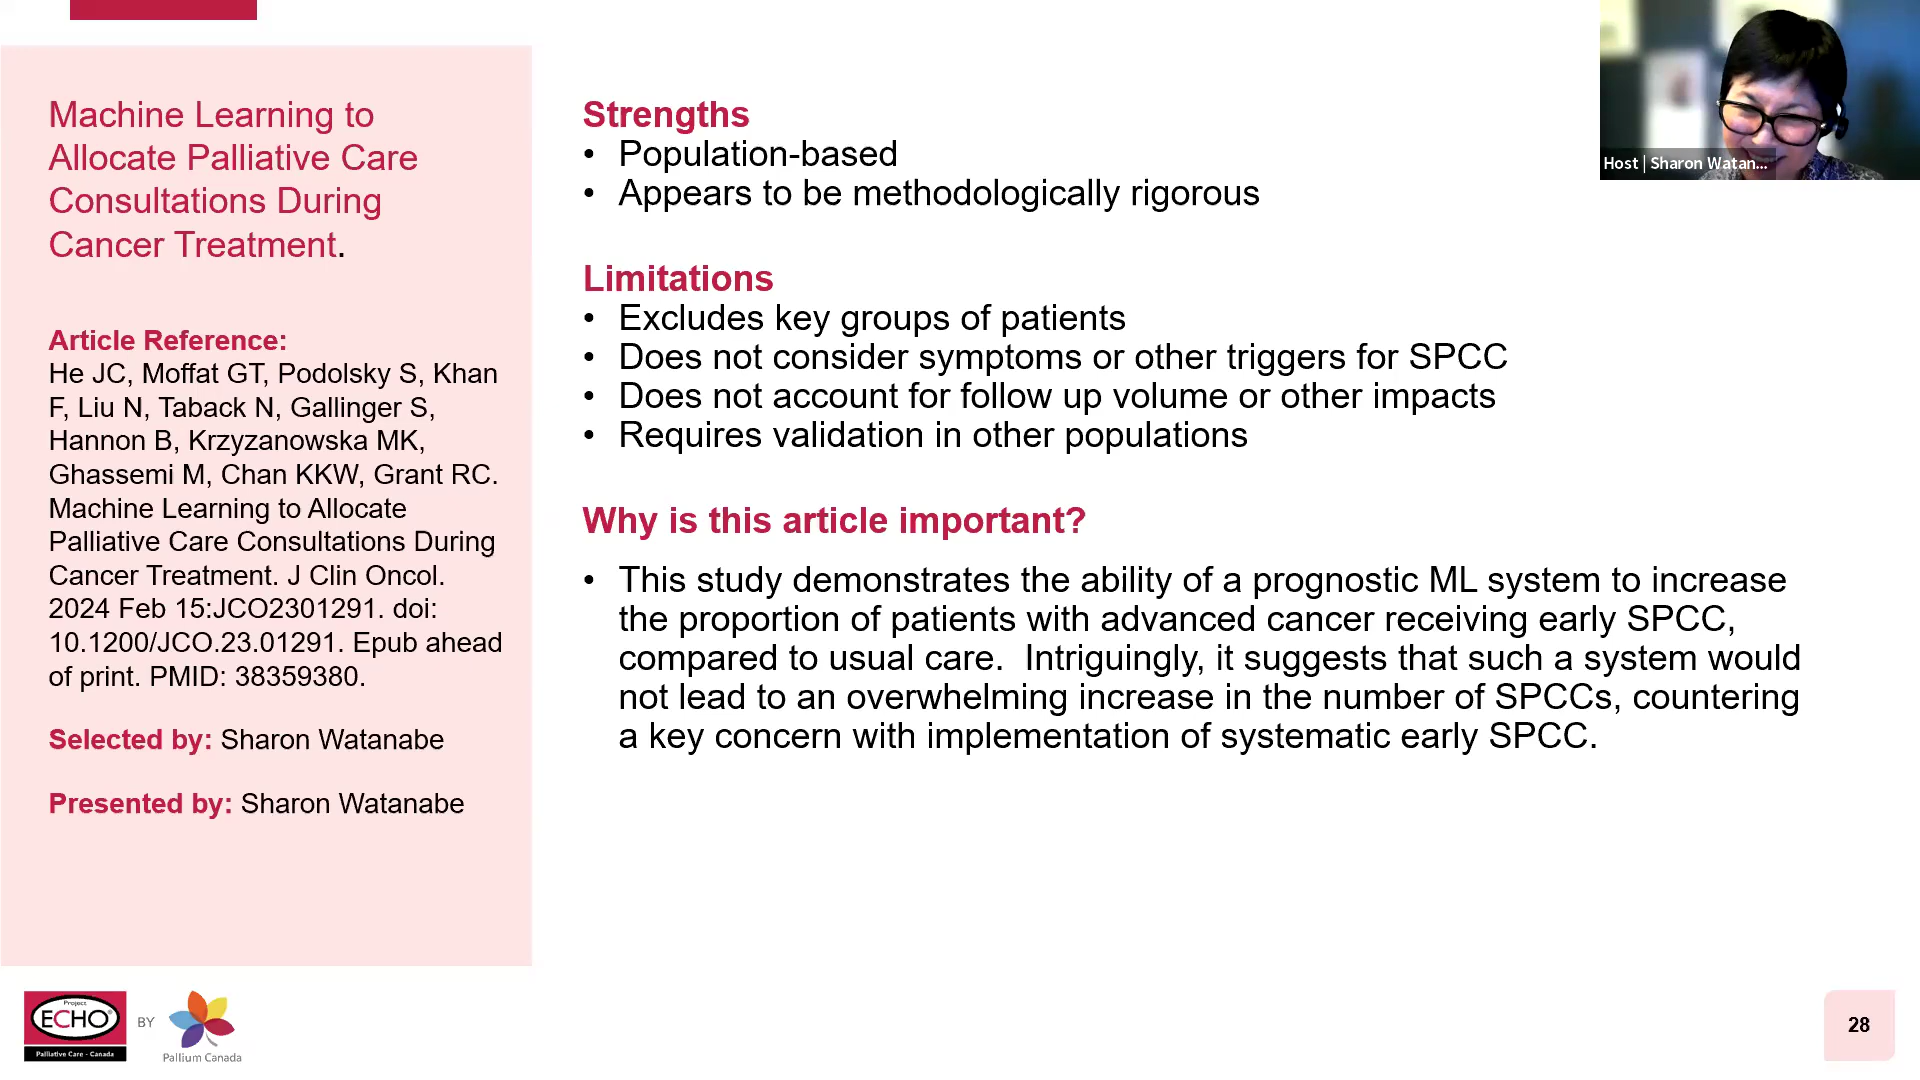 Machine Learning to
Allocate Palliative Care
Consultations During
Cancer Treatment.
Article Reference:
He JC, Moffat GT, Podolsky S, Khan
F, Liu N, Taback N, Gallinger S,
Hannon B, Krzyzanowska MK,
Ghassemi M, Chan KKW, Grant RC.
Machine Learning to Allocate
Palliative Care Consultations During
Cancer Treatment. J Clin Oncol.
2024 Feb 15:JCO2301291. doi:
10.1200/JCO.23.01291. Epub ahead
of print. PMID: 38359380.
Selected by: Sharon Watanabe
Presented by: Sharon Watanabe
Strengths
• Population-based
• Appears to be methodologically rigorous
Limitations
• Excludes key groups of patients
• Does not consider symptoms or other triggers for SPCC
• Does not account for follow up volume or other impacts
• Requires validation in other populations
Why is this article important?
• This study demonstrates the ability of a prognostic ML system to increase
the proportion of patients with advanced cancer receiving early SPCC,
compared to usual care.  Intriguingly, it suggests that such a system would
not lead to an overwhelming increase in the number of SPCCs, countering
a key concern with implementation of systematic early SPCC.
Host | Sharon Watan...
Project
ECHO®
Palliative Care - Canada
BY
Pallium Canada
28